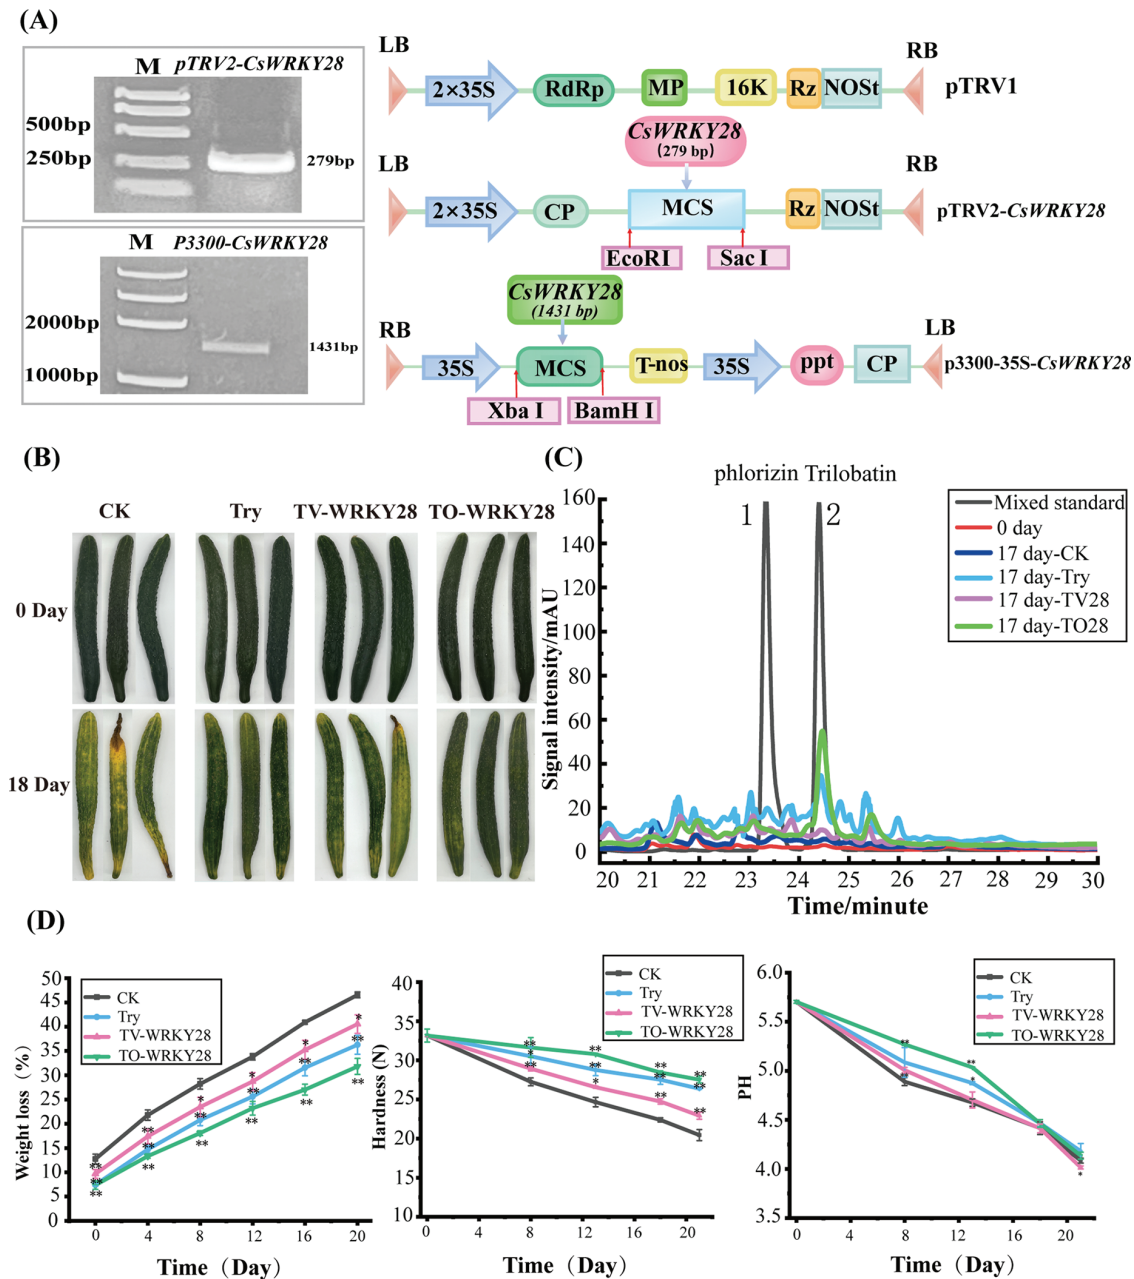 (A)
M pTRV2-CsWRKY28
500bp
250bp
279bp
M P3300-CsWRKY28
2000bp
1431bp
1000bp
LB RB
2×35S RdRp MP 16K Rz NOSt pTRV1
CsWRKY28
(279 bp)
LB RB
2×35S CP MCS Rz NOSt pTRV2-CsWRKY28
EcoRI Sac I
CsWRKY28
(1431 bp)
RB LB
35S MCS T-nos 35S ppt CP p3300-35S-CsWRKY28
Xba I BamH I
(B)
CK Try TV-WRKY28 TO-WRKY28
0 Day
18 Day
(C)
phlorizin Trilobatin
1 2
Mixed standard
0 day
17 day-CK
17 day-Try
17 day-TV28
17 day-TO28
160
140
120
100
80
60
40
20
0
Signal intensity/mAU
20 21 22 23 24 25 26 27 28 29 30
Time/minute
(D)
CK
Try
TV-WRKY28
TO-WRKY28
50
45
40
35
30
25
20
15
10
5
0
Weight loss (%)
0 4 8 12 16 20
Time (Day)
CK
Try
TV-WRKY28
TO-WRKY28
40
35
30
25
20
15
10
Hardness (N)
0 4 8 12 16 20
Time (Day)
CK
Try
TV-WRKY28
TO-WRKY28
6.0
5.5
5.0
4.5
4.0
3.5
PH
0 4 8 12 16 20
Time (Day)